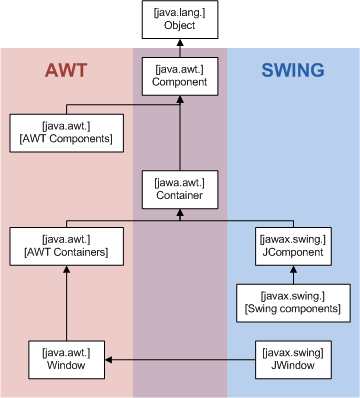 [java.lang.]
Object
AWT
SWING
[java.awt.]
Component
[java.awt.]
[AWT Components]
[jawa.awt.]
Container
[java.awt.]
[AWT Containers]
[jawax.swing.]
JComponent
[javax.swing.]
[Swing components]
[java.awt.]
Window
[javax.swing]
JWindow